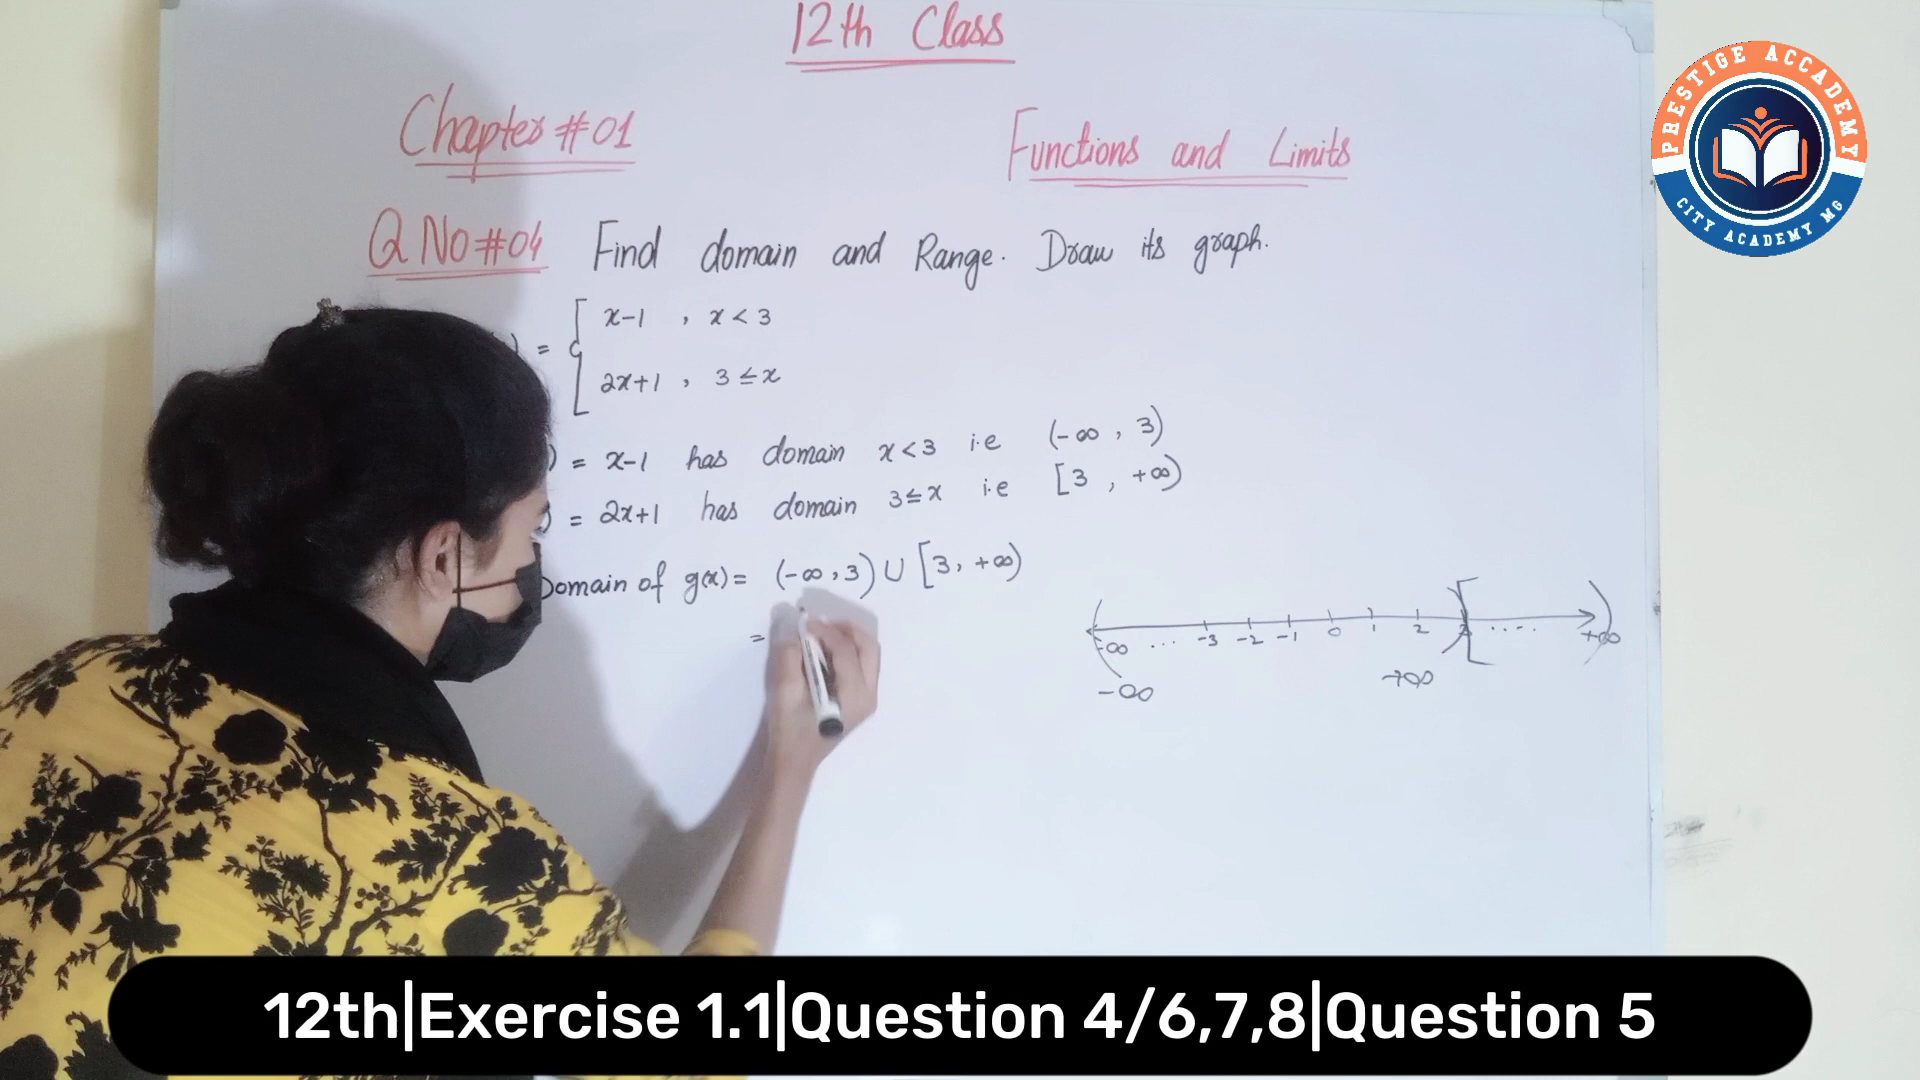 12th Class
Chapter #01
Functions and Limits
Q No#04 Find domain and Range. Draw its graph.
) = x-1 , x < 3
2x+1 , 3 ≤ x
) = x-1 has domain x<3 i.e (-∞ , 3)
) = 2x+1 has domain 3≤x i.e [3 , +∞)
Domain of g(x) = (-∞ , 3) ∪ [3, +∞)
=
-∞ ... -3 -2 -1 0 1 2 3 .... +∞
-∞ +∞
PRESTIGE ACCADEMY
CITY ACADEMY MG
12th|Exercise 1.1|Question 4/6,7,8|Question 5